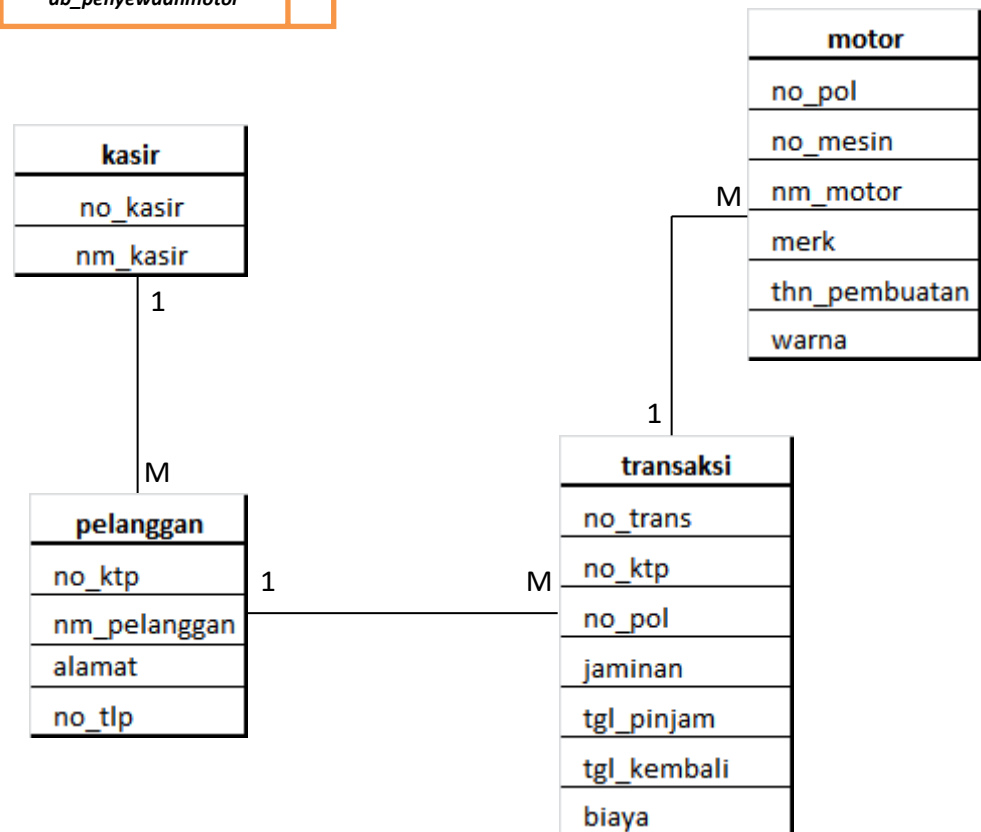 db_penyewaanmotor
motor
no_pol
no_mesin
nm_motor
merk
thn_pembuatan
warna
M
1
kasir
no_kasir
nm_kasir
1
M
pelanggan
no_ktp
nm_pelanggan
alamat
no_tlp
1
M
transaksi
no_trans
no_ktp
no_pol
jaminan
tgl_pinjam
tgl_kembali
biaya